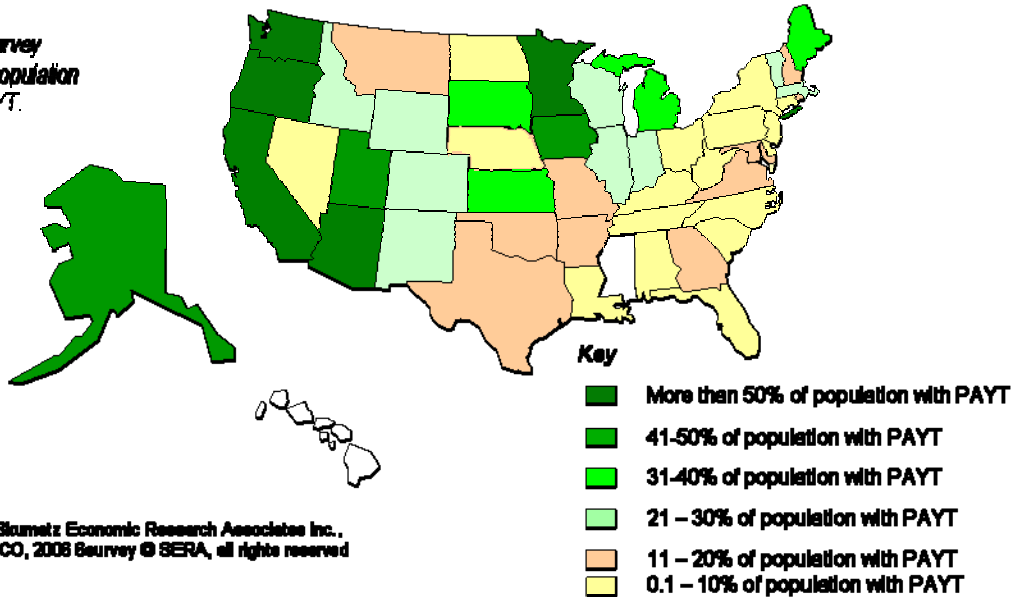 rvey
opulation
YT.
Key
More than 50% of population with PAYT
41-50% of population with PAYT
31-40% of population with PAYT
21 – 30% of population with PAYT
11 – 20% of population with PAYT
0.1 – 10% of population with PAYT
Skumatz Economic Research Associates Inc.,
CO, 2006 Seurvey © SERA, all rights reserved